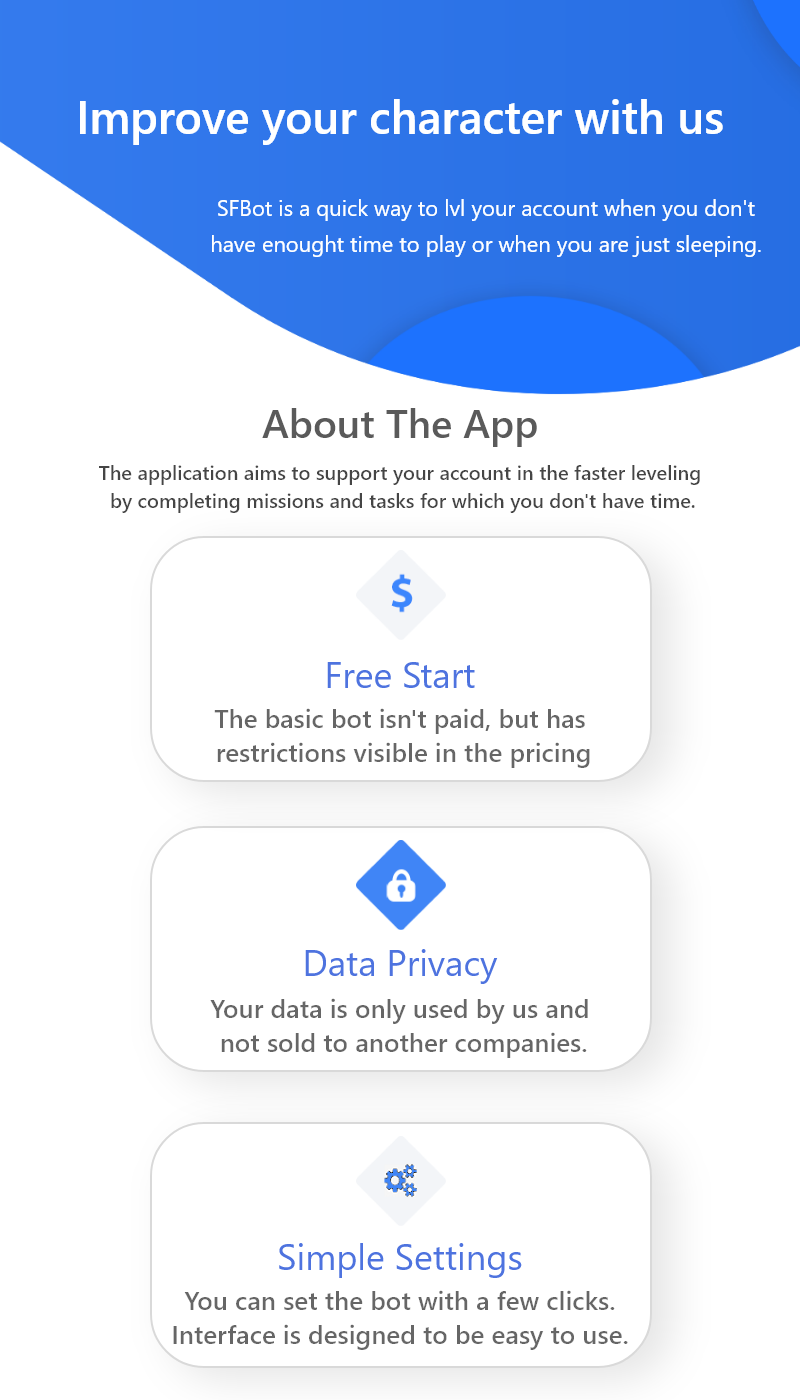 Improve your character with us
SFBot is a quick way to lvl your account when you don't
have enought time to play or when you are just sleeping.
About The App
The application aims to support your account in the faster leveling
by completing missions and tasks for which you don't have time.
$
Free Start
The basic bot isn't paid, but has
restrictions visible in the pricing
Data Privacy
Your data is only used by us and
not sold to another companies.
Simple Settings
You can set the bot with a few clicks.
Interface is designed to be easy to use.